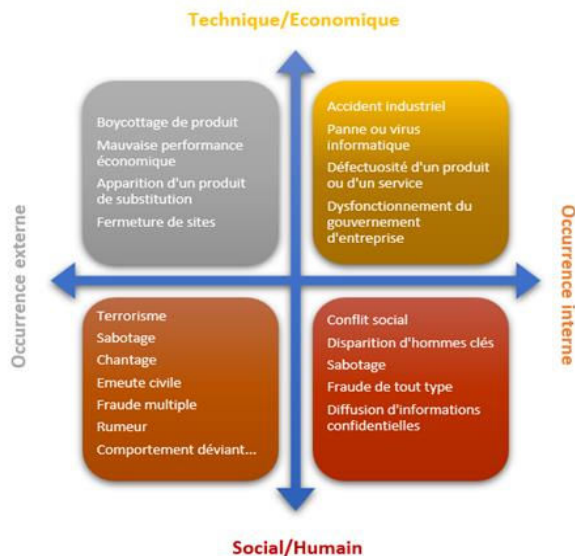 Technique/Economique
Boycottage de produit
Mauvaise performance
économique
Apparition d'un produit
de substitution
Fermeture de sites
Accident industriel
Panne ou virus
informatique
Défectuosité d'un produit
ou d'un service
Dysfonctionnement du
gouvernement
d'entreprise
Occurrence externe
Occurrence interne
Terrorisme
Sabotage
Chantage
Emeute civile
Fraude multiple
Rumeur
Comportement déviant...
Conflit social
Disparition d'hommes clés
Sabotage
Fraude de tout type
Diffusion d'informations
confidentielles
Social/Humain